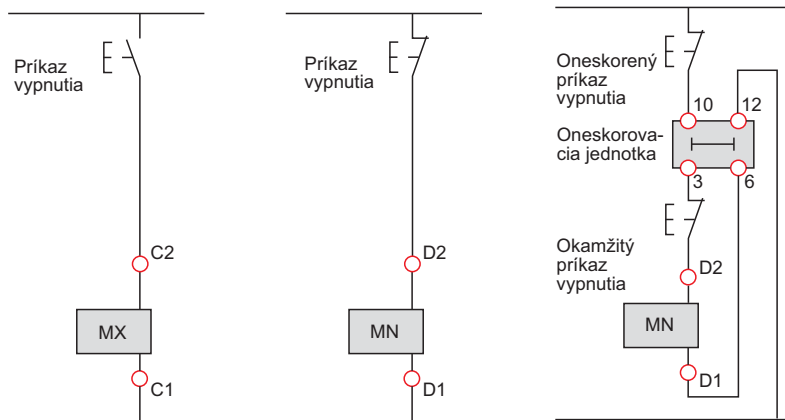 Príkaz
vypnutia
C2
MX
C1
Príkaz
vypnutia
D2
MN
D1
Oneskorený
príkaz
vypnutia
10
12
Oneskorova-
cia jednotka
3
6
Okamžitý
príkaz
vypnutia
D2
MN
D1